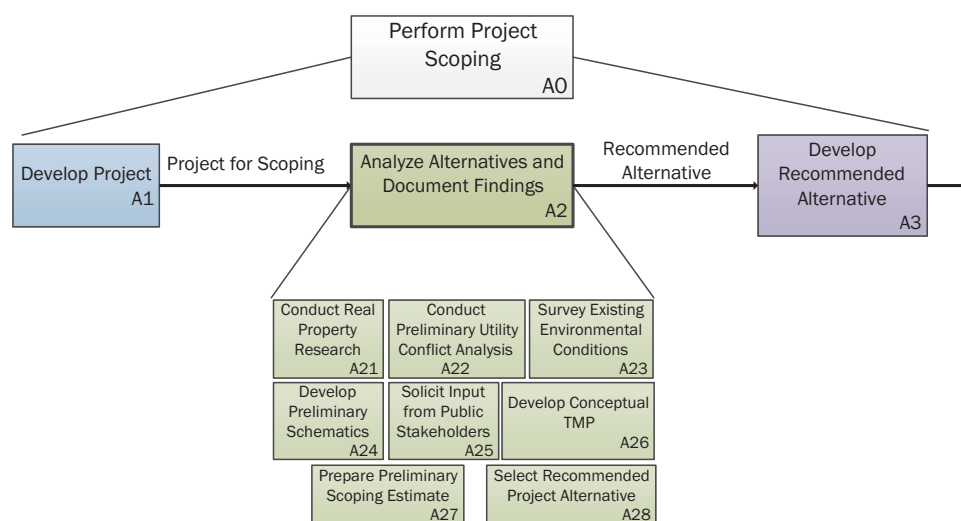 Perform Project
Scoping
A0
Develop Project
A1
Project for Scoping
Analyze Alternatives and
Document Findings
A2
Recommended
Alternative
Develop
Recommended
Alternative
A3
Conduct Real
Property
Research
A21
Conduct
Preliminary Utility
Conflict Analysis
A22
Survey Existing
Environmental
Conditions
A23
Develop
Preliminary
Schematics
A24
Solicit Input
from Public
Stakeholders
A25
Develop Conceptual
TMP
A26
Prepare Preliminary
Scoping Estimate
A27
Select Recommended
Project Alternative
A28